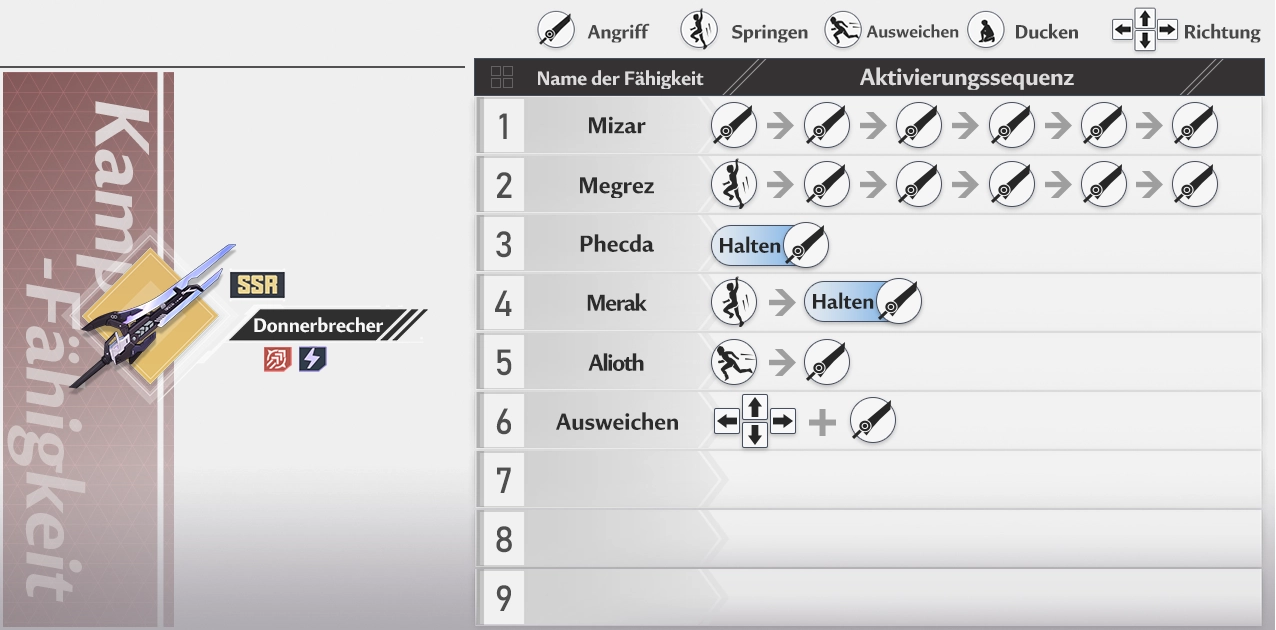 Angriff Springen Ausweichen Ducken Richtung
Name der Fähigkeit Aktivierungssequenz
Kampf
-Fähigkeit
SSR
Donnerbrecher
1 Mizar
2 Megrez
3 Phecda Halten
4 Merak Halten
5 Alioth
6 Ausweichen
7
8
9